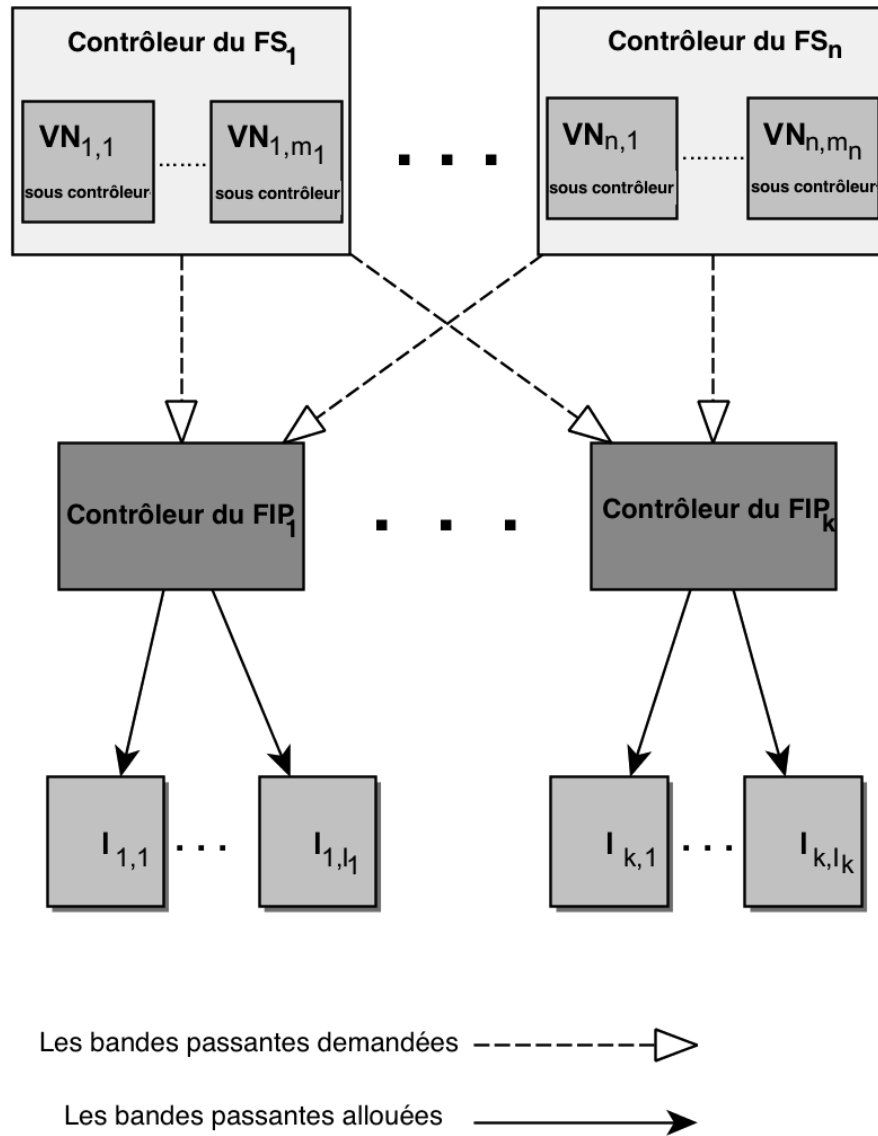 Contrôleur du FS₁
VN₁,₁
sous contrôleur
........
VN₁,m₁
sous contrôleur
. . .
Contrôleur du FSₙ
VNₙ,₁
sous contrôleur
..........
VNₙ,mₙ
sous contrôleur
Contrôleur du FIP₁
. . .
Contrôleur du FIPₖ
I₁,₁
. . .
I₁,l₁
Iₖ,₁
. . .
Iₖ,lₖ
Les bandes passantes demandées
Les bandes passantes allouées